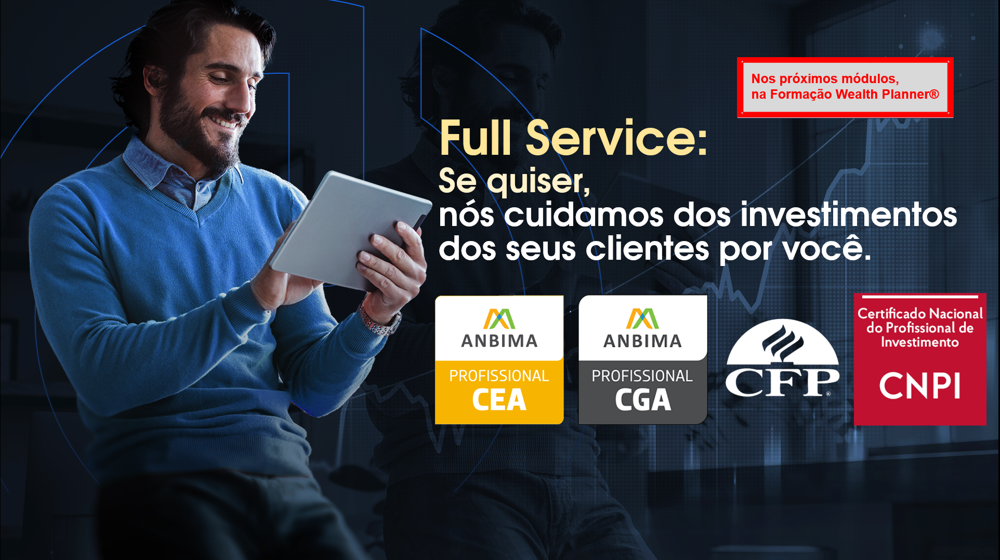 Nos próximos módulos,
na Formação Wealth Planner®
Full Service:
Se quiser,
nós cuidamos dos investimentos
dos seus clientes por você.
ANBIMA
PROFISSIONAL
CEA
ANBIMA
PROFISSIONAL
CGA
CFP®
Certificado Nacional
do Profissional de
Investimento
CNPI